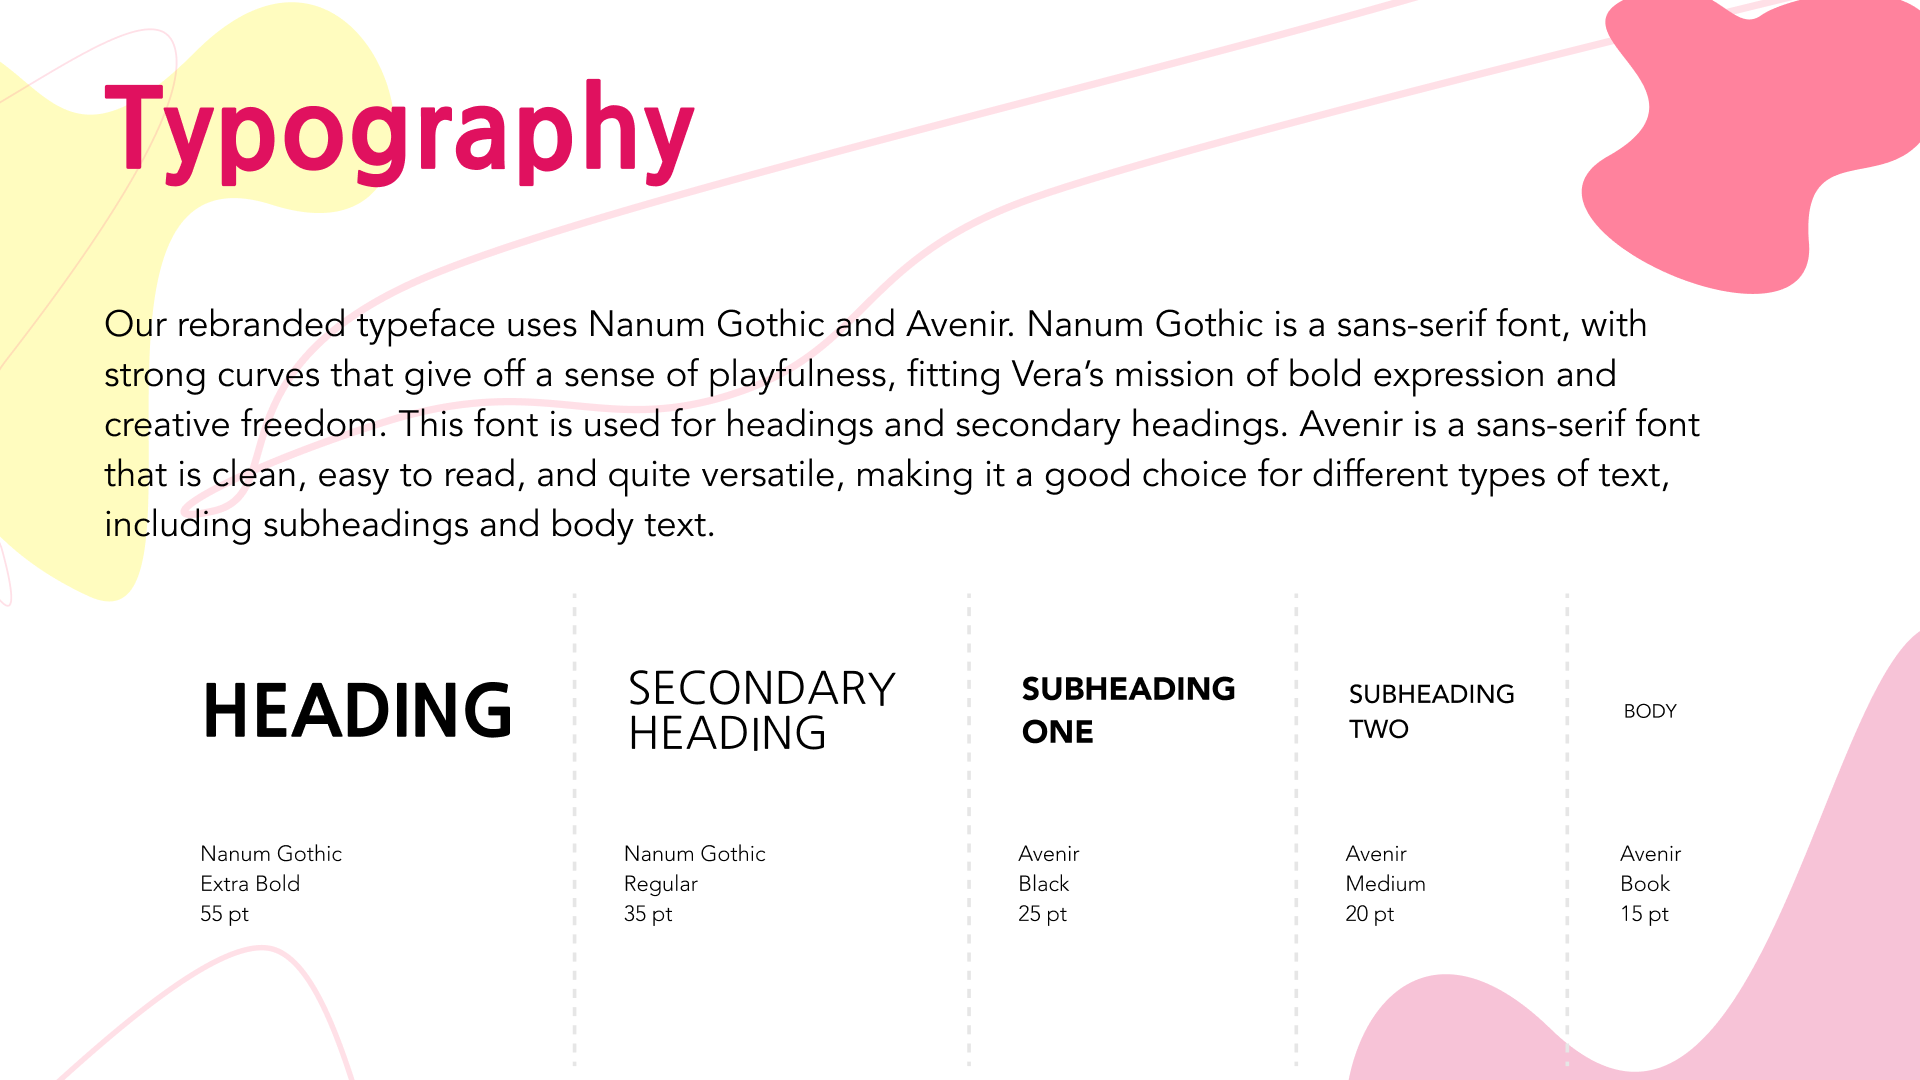 Typography
Our rebranded typeface uses Nanum Gothic and Avenir. Nanum Gothic is a sans-serif font, with
strong curves that give off a sense of playfulness, fitting Vera’s mission of bold expression and
creative freedom. This font is used for headings and secondary headings. Avenir is a sans-serif font
that is clean, easy to read, and quite versatile, making it a good choice for different types of text,
including subheadings and body text.
HEADING
Nanum Gothic
Extra Bold
55 pt
SECONDARY
HEADING
Nanum Gothic
Regular
35 pt
SUBHEADING
ONE
Avenir
Black
25 pt
SUBHEADING
TWO
Avenir
Medium
20 pt
BODY
Avenir
Book
15 pt